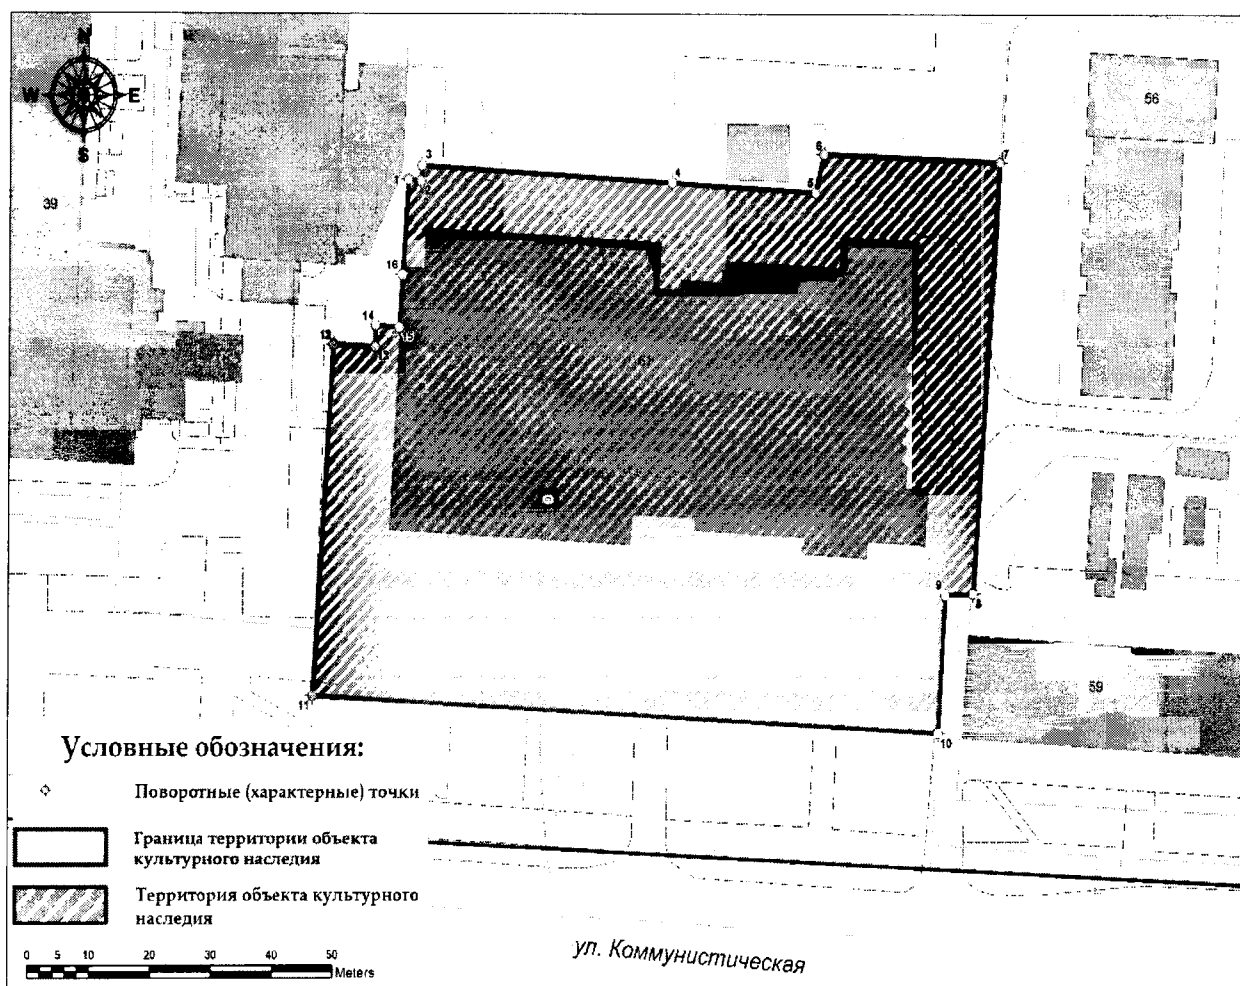 N
W E
S
56
39
6
7
3
4
1
2
5
16
14
15
13
9
8
59
11
10
Условные обозначения:
Поворотные (характерные) точки
Граница территории объекта
культурного наследия
Территория объекта культурного
наследия
0 5 10 20 30 40 50
Meters
ул. Коммунистическая